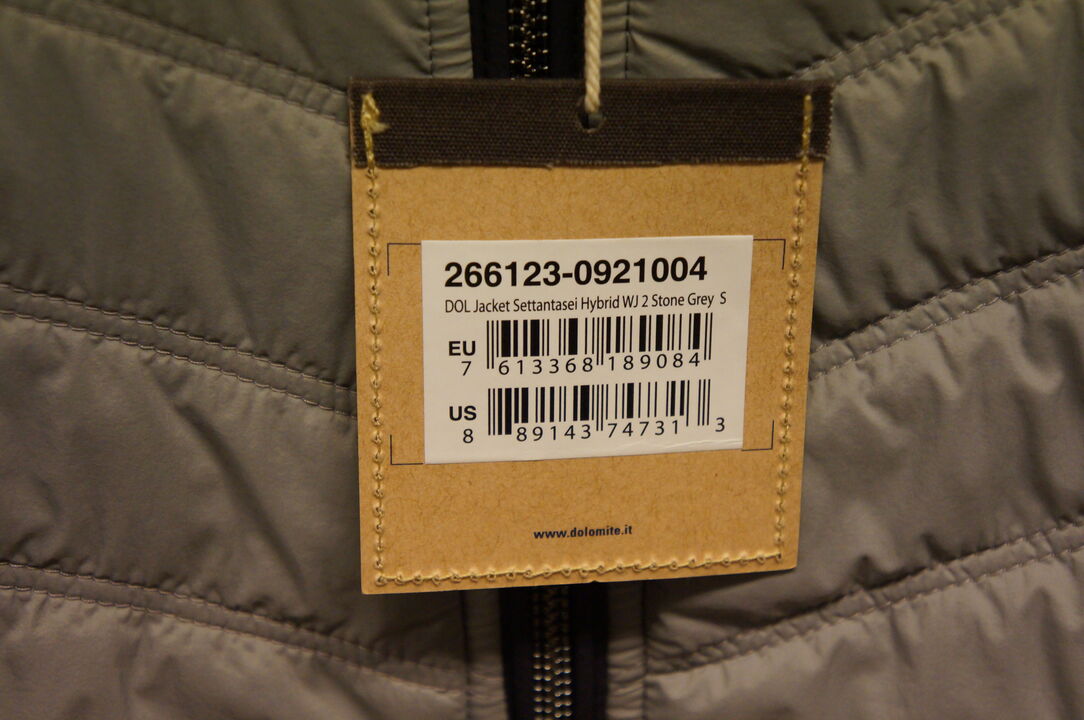 266123-0921004
DOL Jacket Settantasei Hybrid WJ 2 Stone Grey S
EU
7 613368 189084
US
8 89143 74731 3
www.dolomite.it